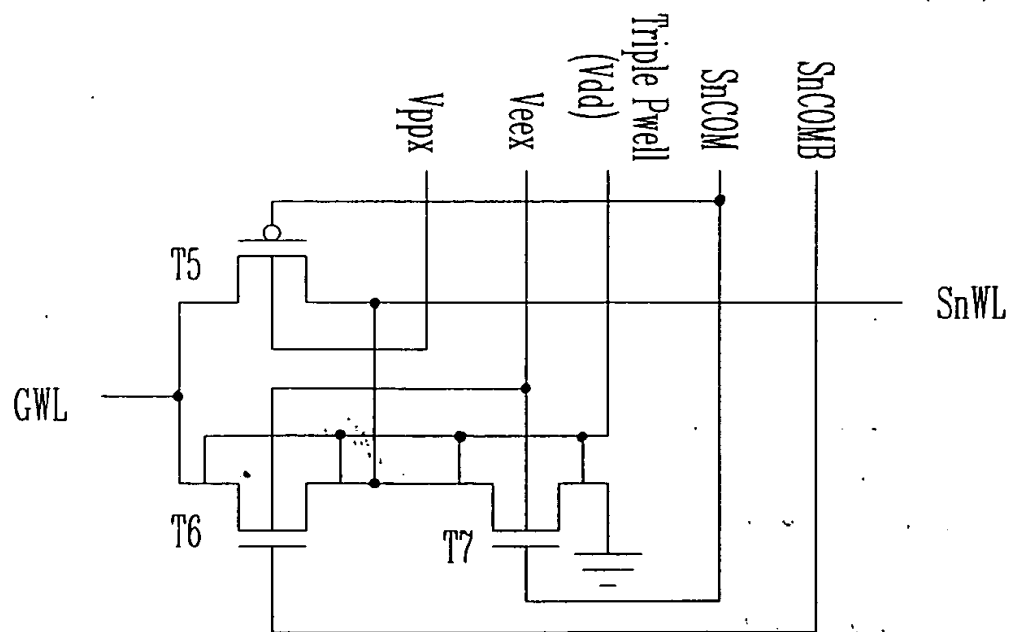 Vppx
Veex
Triple Pwell
(Vdd)
SnCOM
SnCOMB
T5
SnWL
GWL
T6
T7